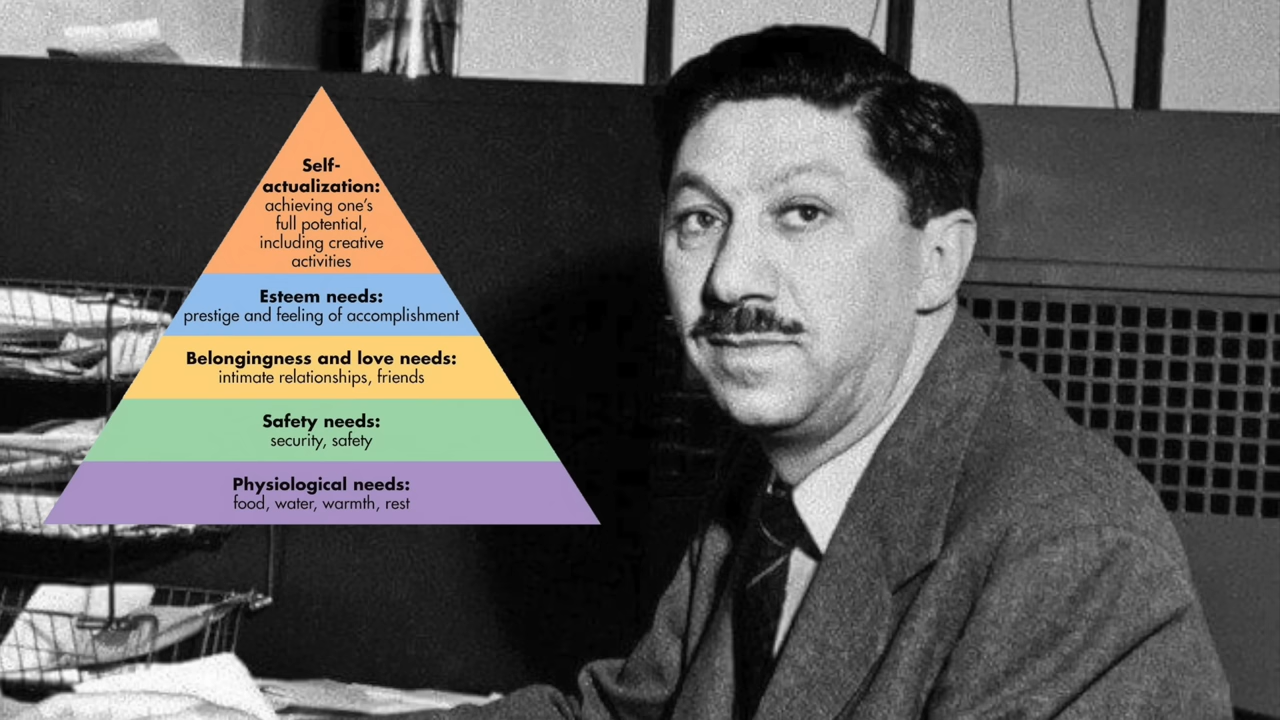 Self-
actualization:
achieving one's
full potential,
including creative
activities
Esteem needs:
prestige and feeling of accomplishment
Belongingness and love needs:
intimate relationships, friends
Safety needs:
security, safety
Physiological needs:
food, water, warmth, rest